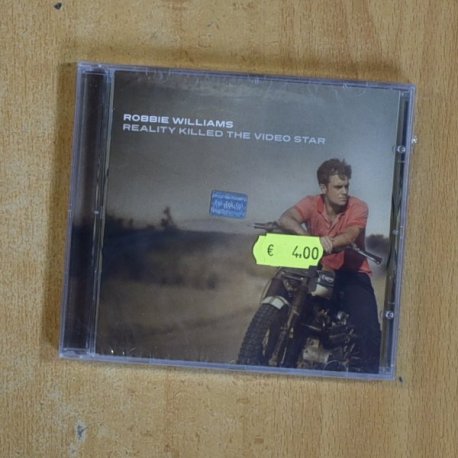 ROBBIE WILLIAMS
REALITY KILLED THE VIDEO STAR
€ 4.00